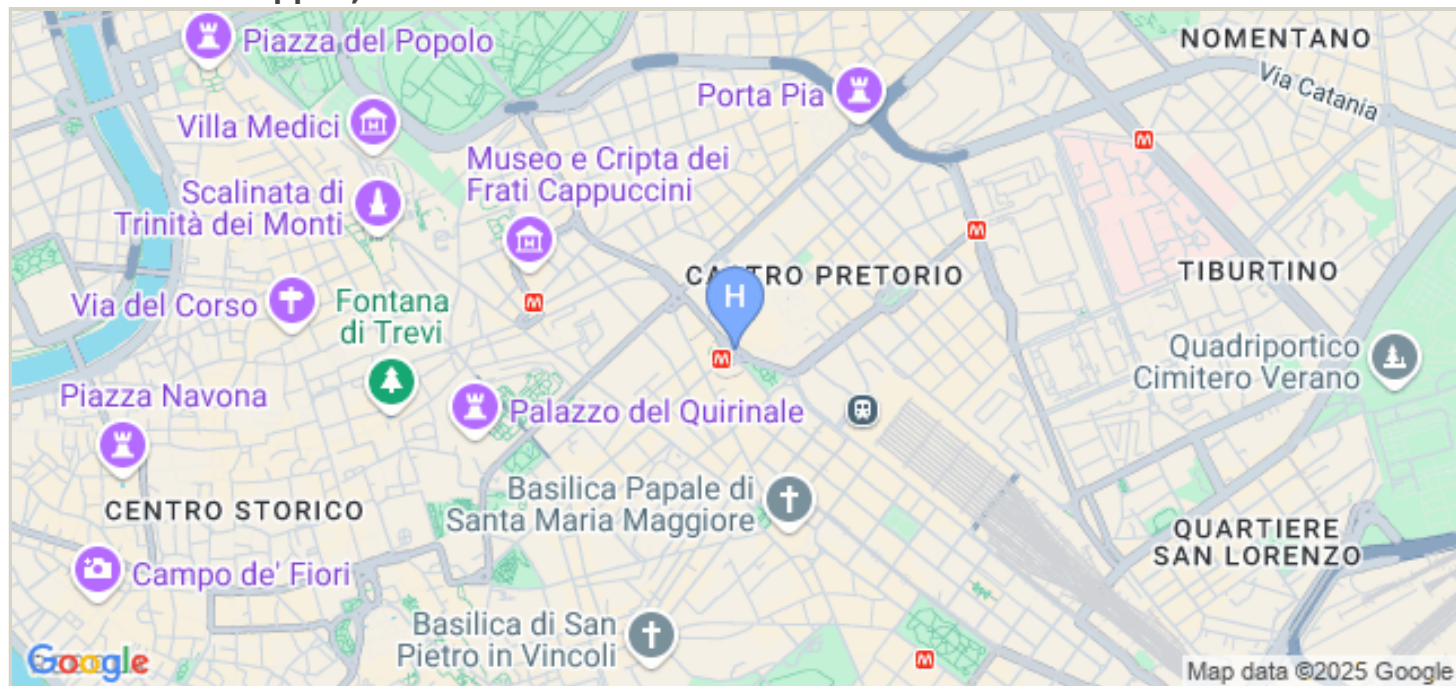 Piazza del Popolo
NOMENTANO
Via Catania
Porta Pia
Villa Medici
Museo e Cripta dei
Frati Cappuccini
Scalinata di
Trinità dei Monti
CASTRO PRETORIO
TIBURTINO
H
Via del Corso
Fontana
di Trevi
M
M
M
M
M
Quadriportico
Cimitero Verano
Piazza Navona
Palazzo del Quirinale
Basilica Papale di
Santa Maria Maggiore
CENTRO STORICO
QUARTIERE
SAN LORENZO
Campo de' Fiori
Basilica di San
Pietro in Vincoli
Google
Map data ©2025 Google